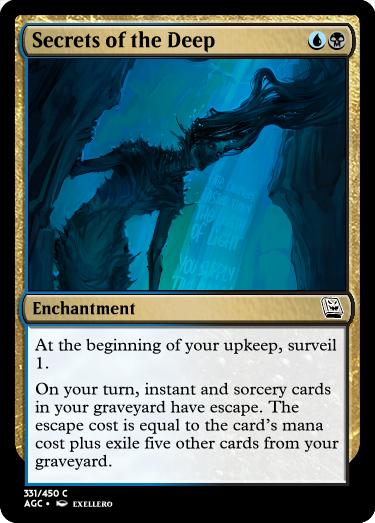 Secrets of the Deep
Enchantment
At the beginning of your upkeep, surveil
1.
On your turn, instant and sorcery cards
in your graveyard have escape. The
escape cost is equal to the card's mana
cost plus exile five other cards from your
graveyard.
331/450 C
AGC • EXELLERO